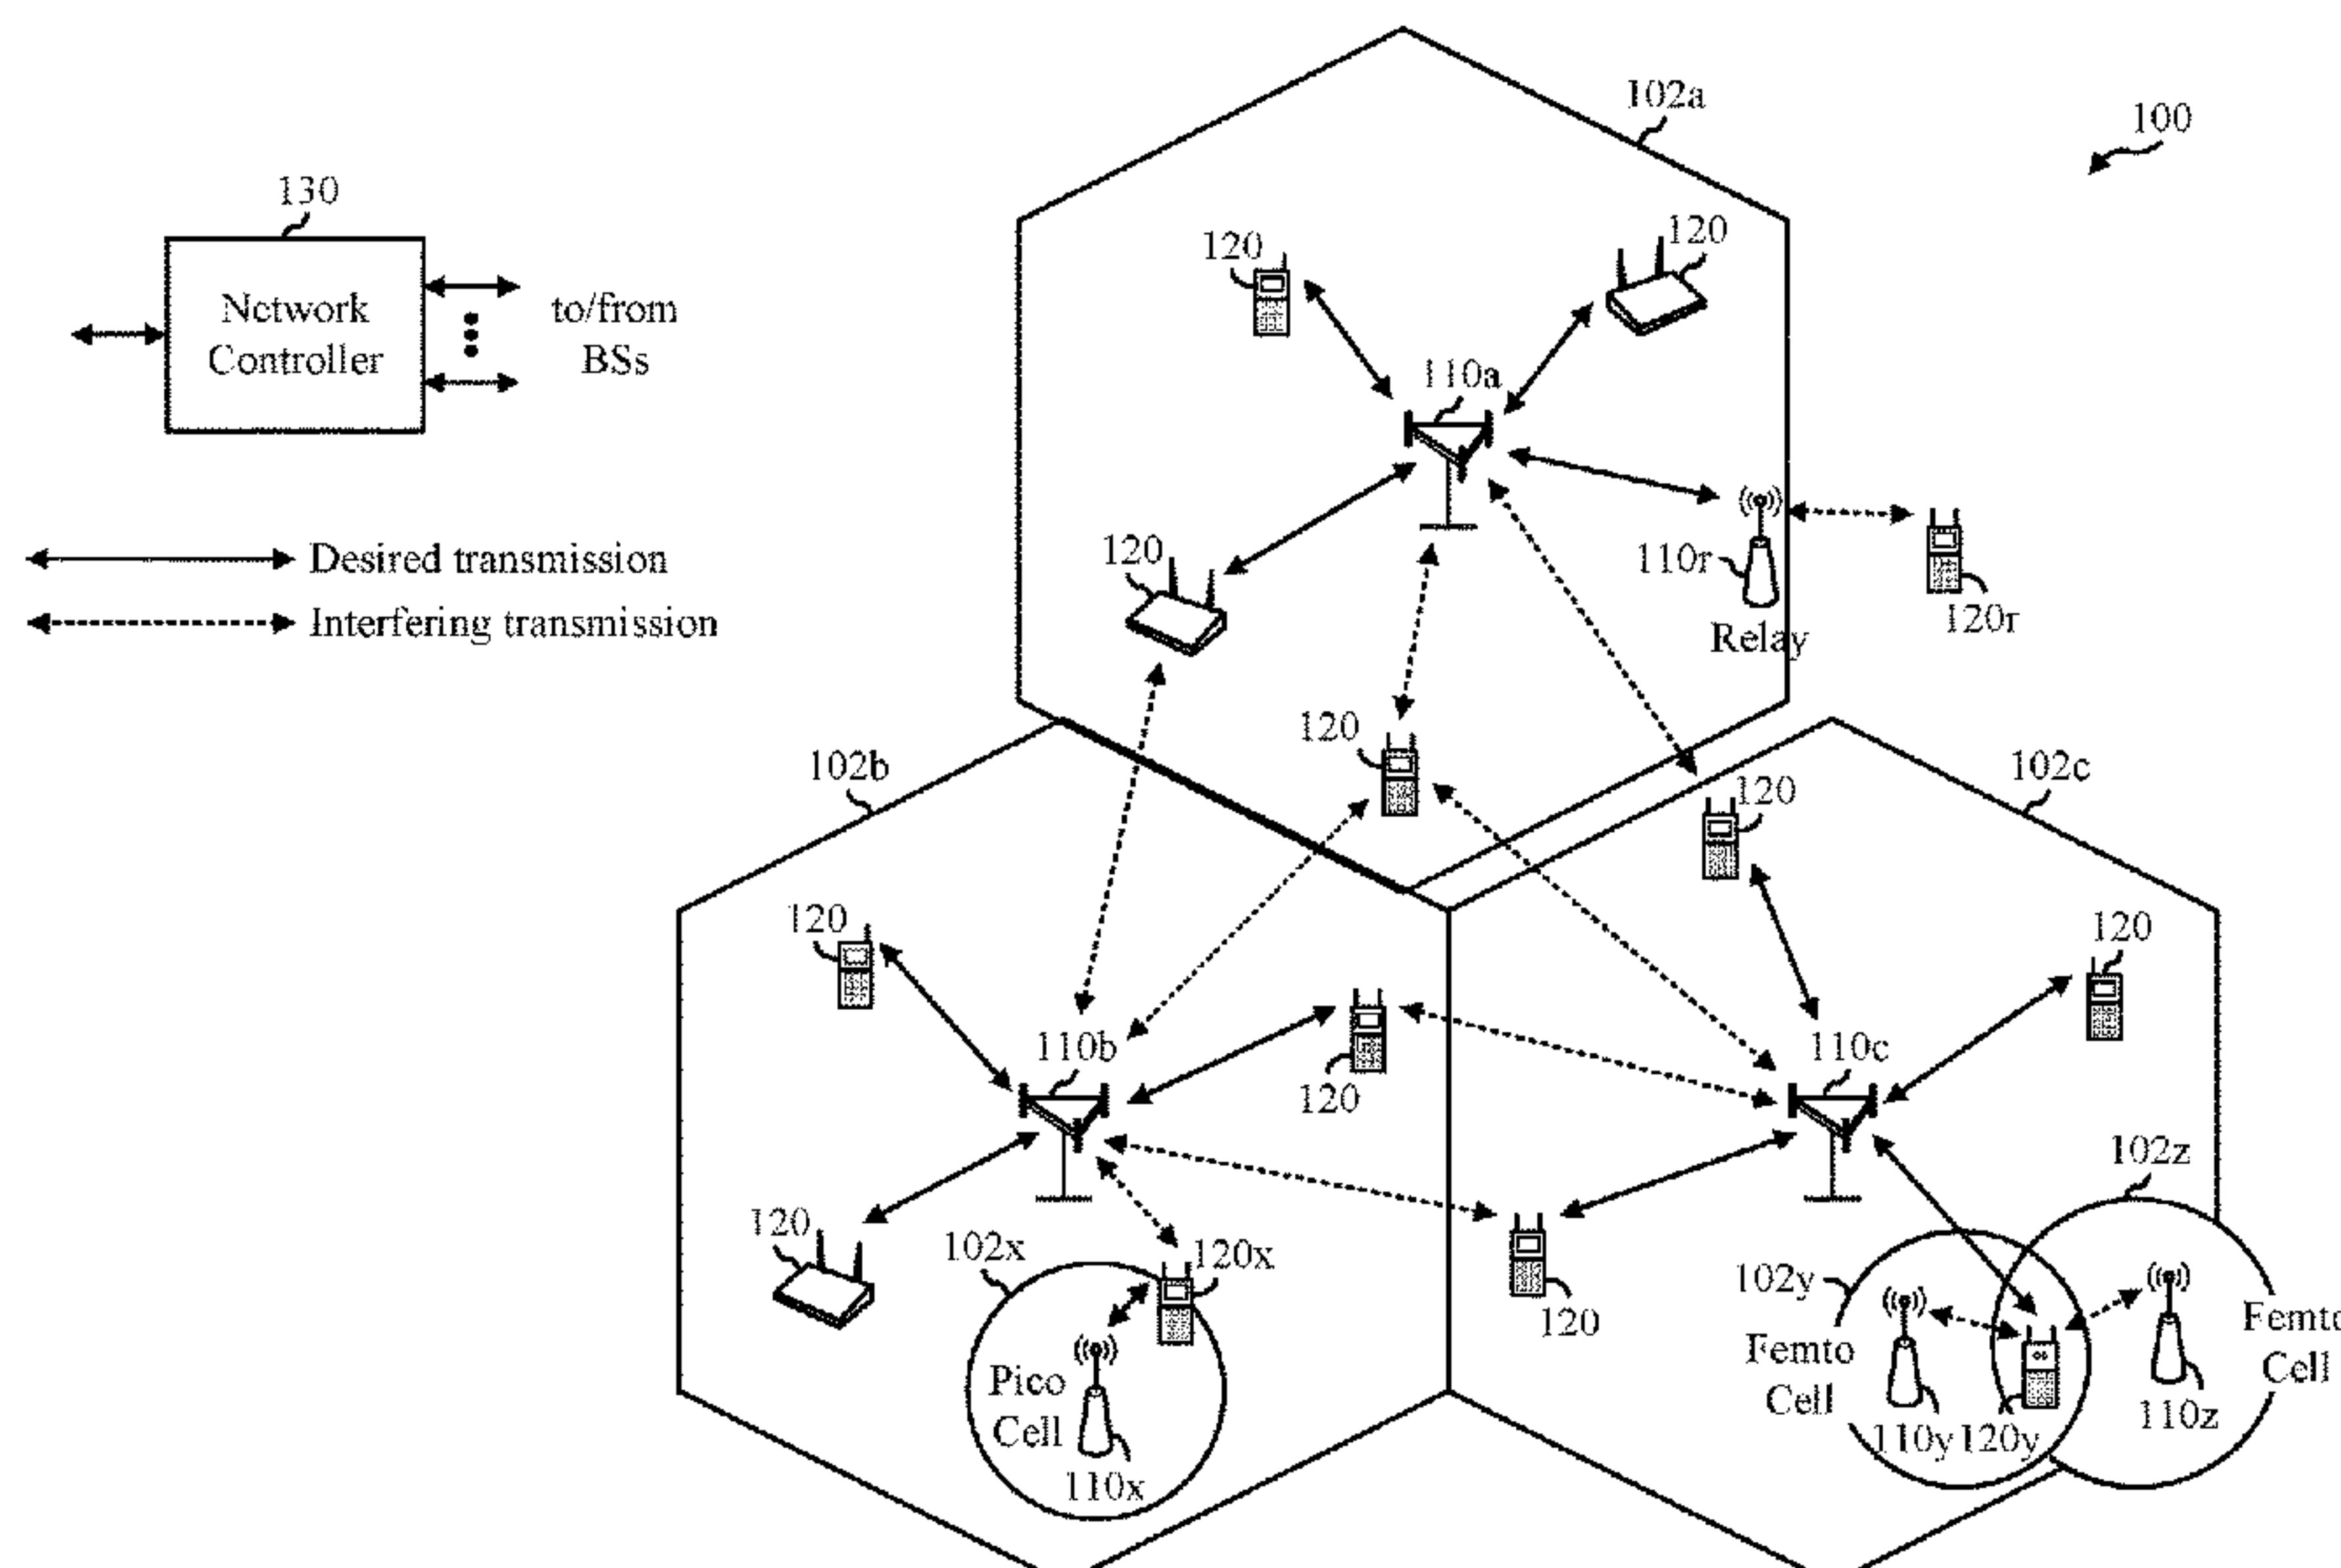 102a
100
130
120
120
Network
Controller
to/from
BSs
110a
Desired transmission
Interfering transmission
120
110r
120r
Relay
120
102b
102c
120
120
120
110b
110c
120
102z
120
102x
120x
102y
120
Femto
Cell
Femto
Cell
Pico
Cell
110y
120y
110z
110x